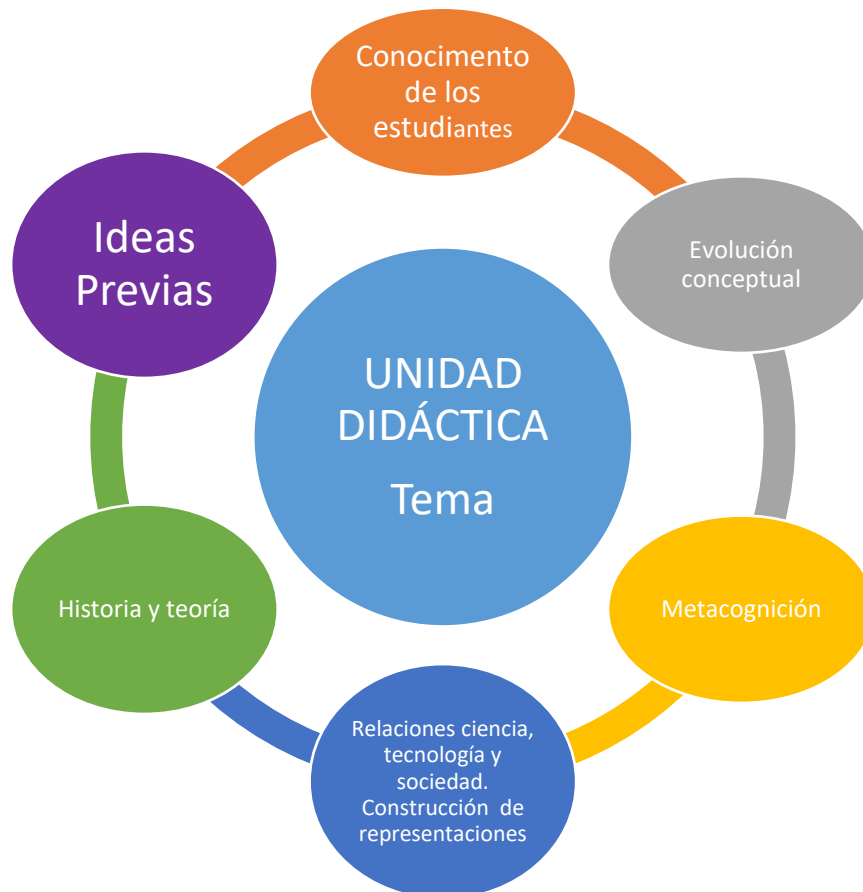 Conocimento
de los
estudiantes
Ideas
Previas
Evolución
conceptual
UNIDAD
DIDÁCTICA
Tema
Historia y teoría
Metacognición
Relaciones ciencia,
tecnología y
sociedad.
Construcción de
representaciones